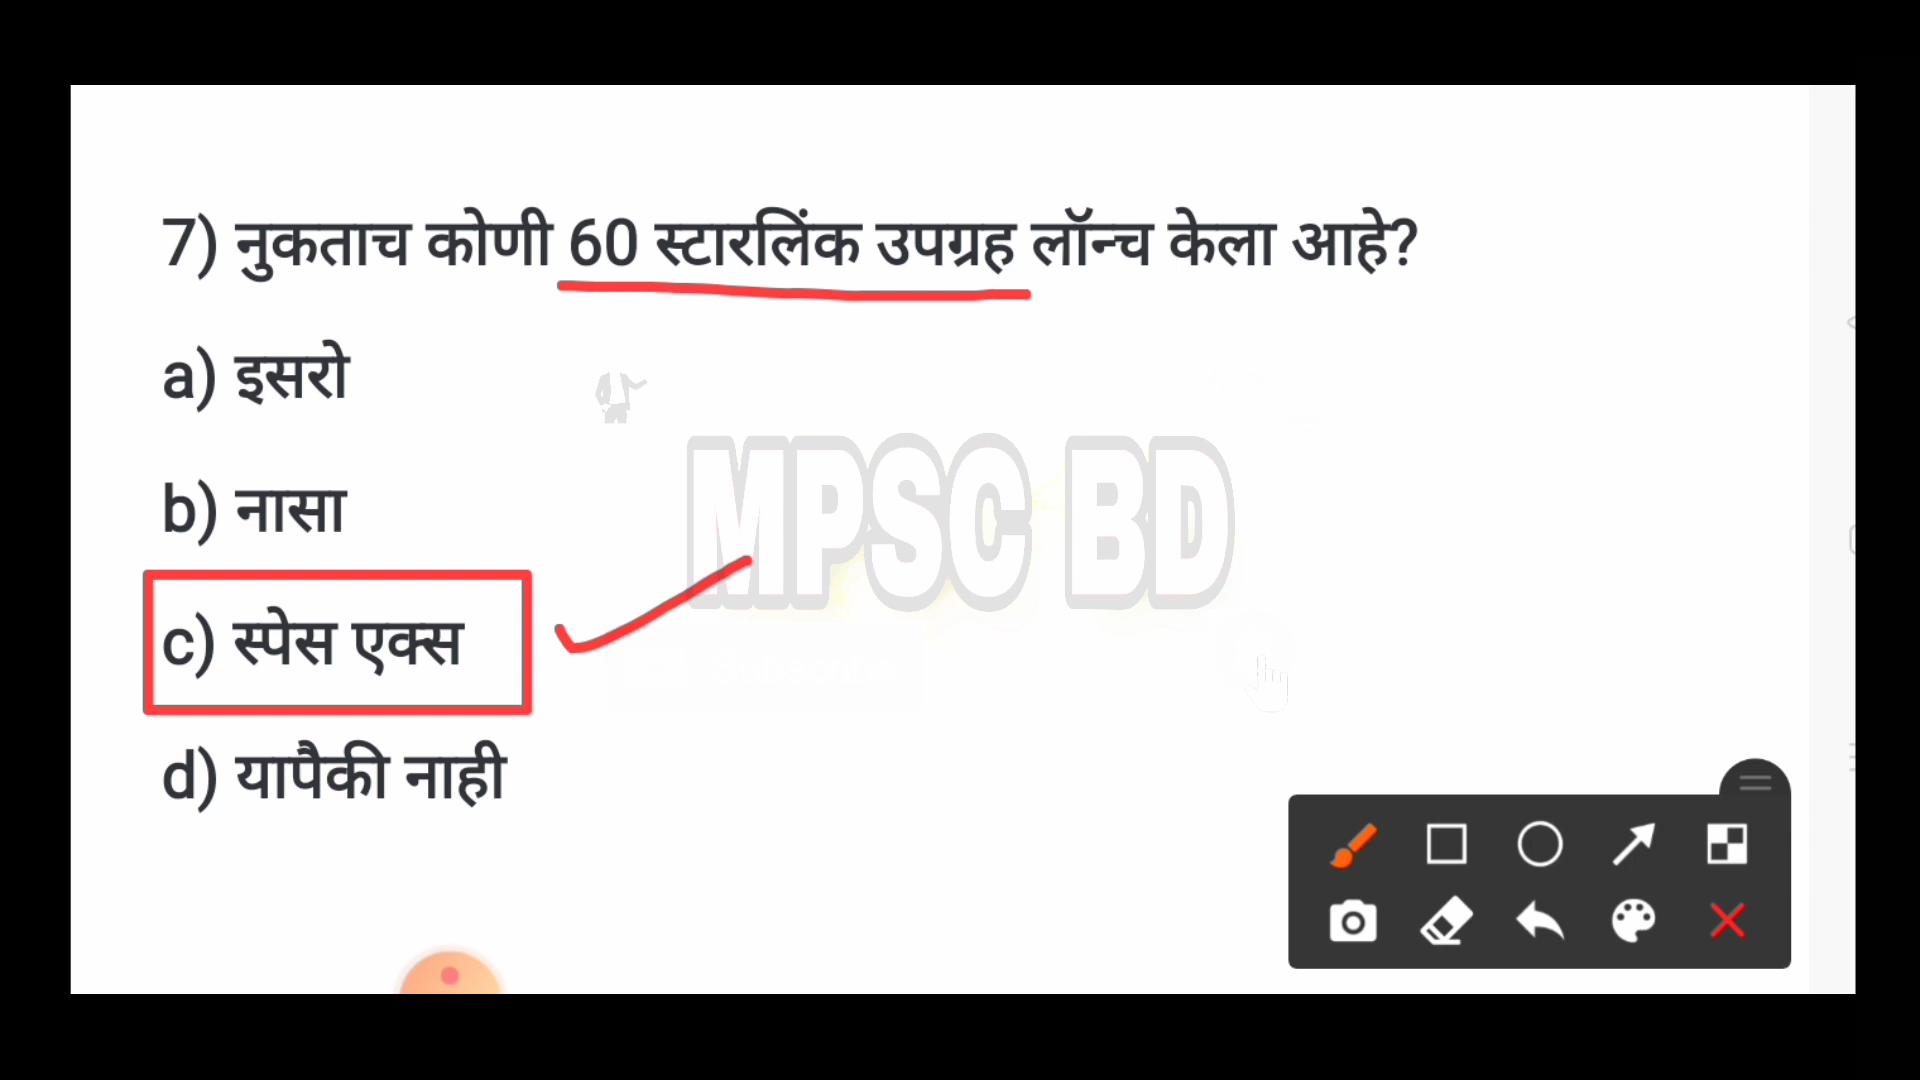 7) नुकताच कोणी 60 स्टारलिंक उपग्रह लॉन्च केला आहे?
a) इसरो
b) नासा
MPSC BD
c) स्पेस एक्स
d) यापैकी नाही